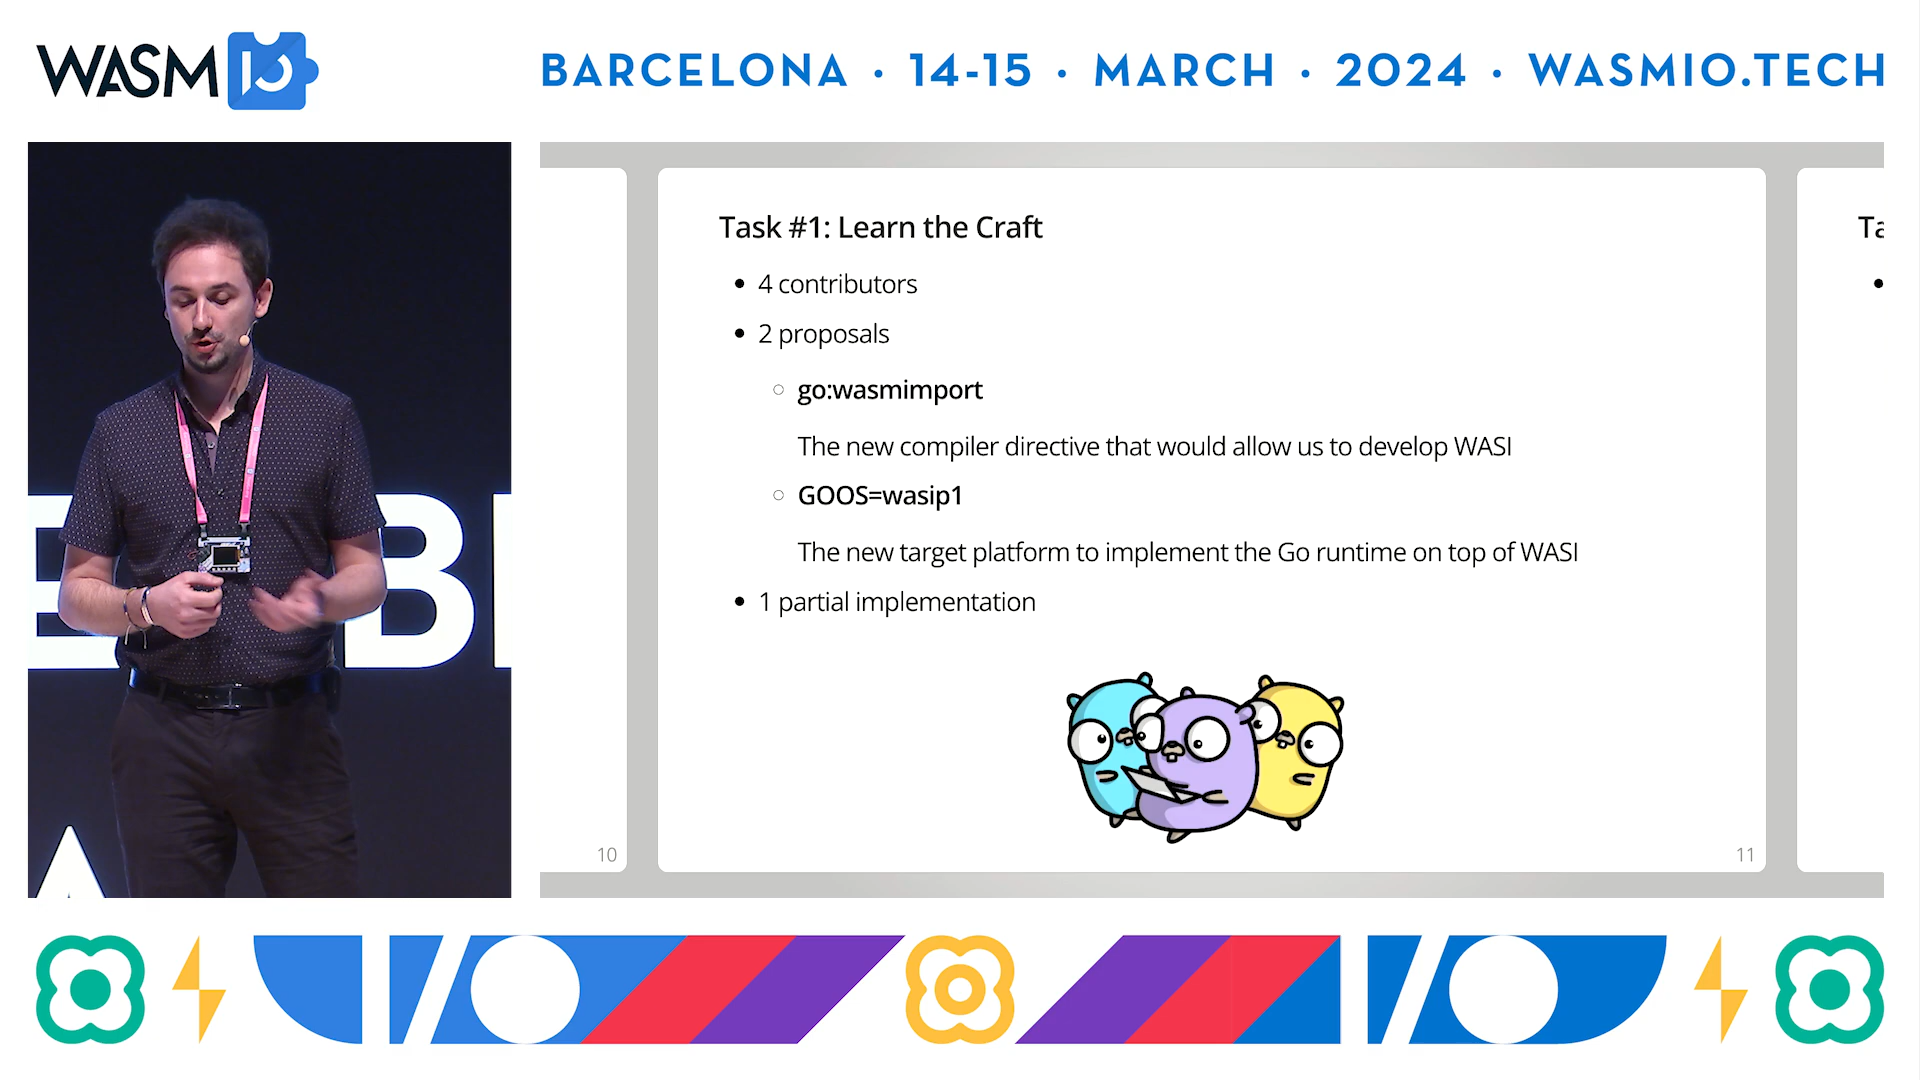 WASM IO
BARCELONA · 14-15 · MARCH · 2024 · WASMIO.TECH
Task #1: Learn the Craft
• 4 contributors
• 2 proposals
○ go:wasmimport
The new compiler directive that would allow us to develop WASI
○ GOOS=wasip1
The new target platform to implement the Go runtime on top of WASI
• 1 partial implementation
10
11
Ta
E B
A